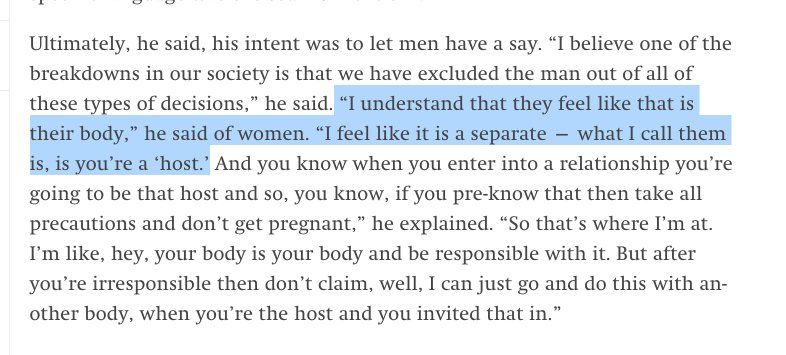 Ultimately, he said, his intent was to let men have a say. “I believe one of the
breakdowns in our society is that we have excluded the man out of all of
these types of decisions,” he said. “I understand that they feel like that is
their body,” he said of women. “I feel like it is a separate — what I call them
is, is you’re a ‘host.’ And you know when you enter into a relationship you’re
going to be that host and so, you know, if you pre-know that then take all
precautions and don’t get pregnant,” he explained. “So that’s where I’m at.
I’m like, hey, your body is your body and be responsible with it. But after
you’re irresponsible then don’t claim, well, I can just go and do this with an-
other body, when you’re the host and you invited that in.”